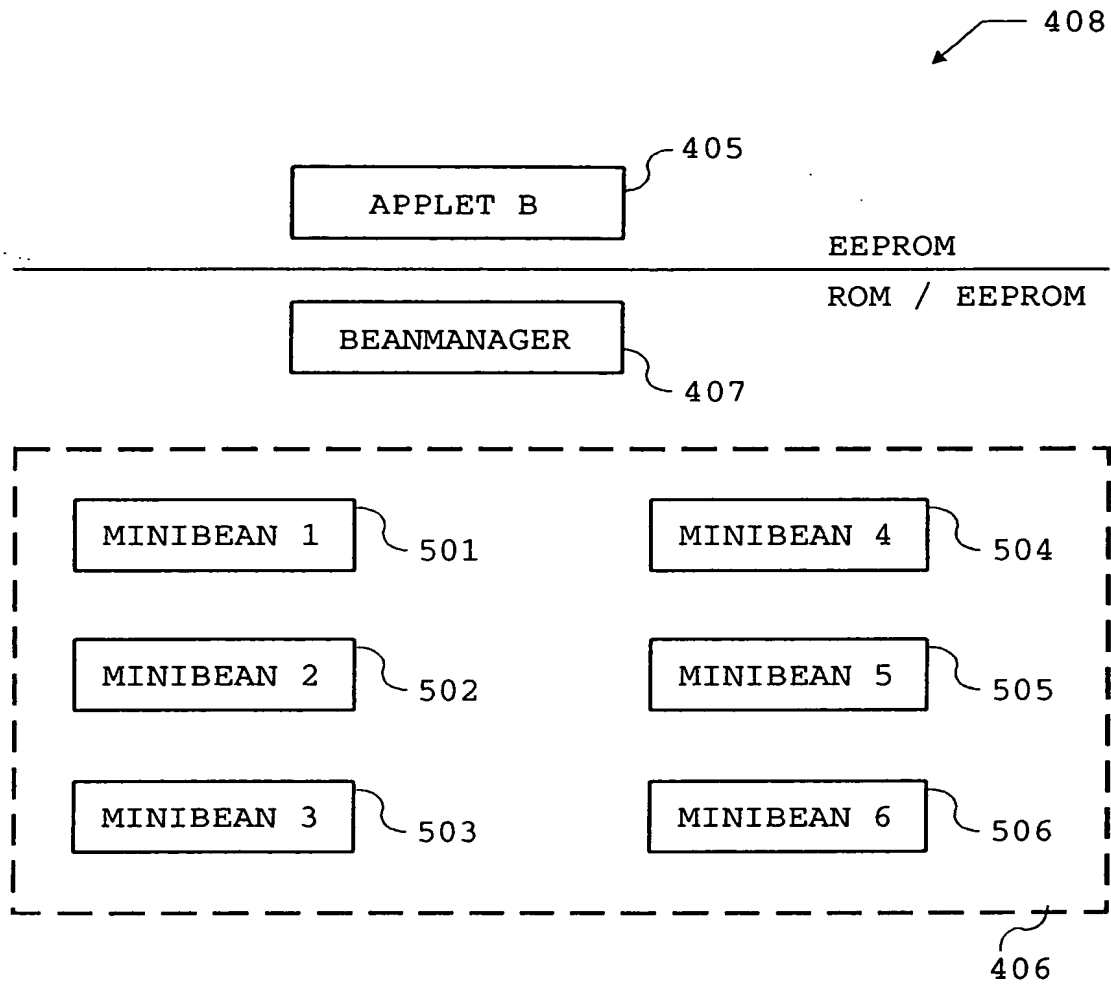 408
405
APPLET B
EEPROM
ROM / EEPROM
BEANMANAGER
407
MINIBEAN 1
501
MINIBEAN 4
504
MINIBEAN 2
502
MINIBEAN 5
505
MINIBEAN 3
503
MINIBEAN 6
506
406